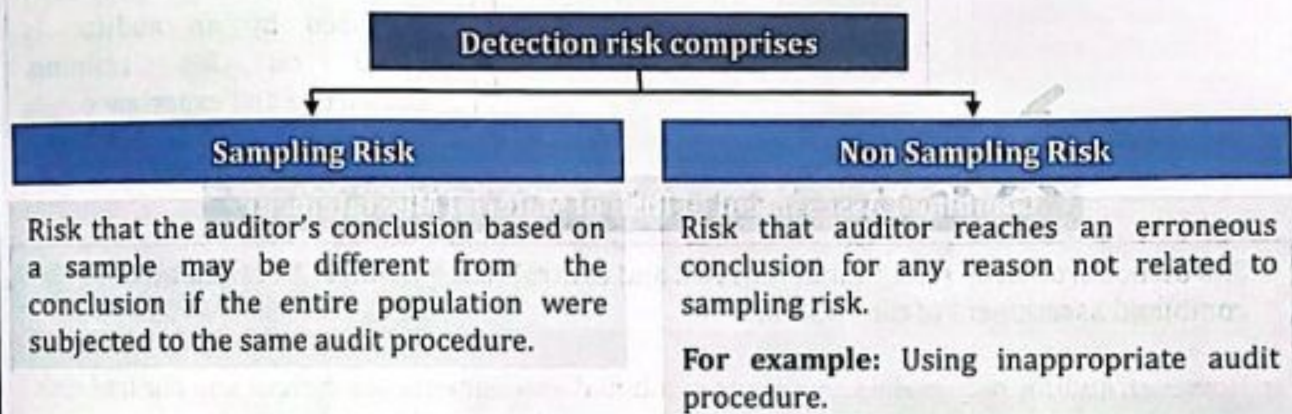 Detection risk comprises
Sampling Risk
Risk that the auditor's conclusion based on
a sample may be different from the
conclusion if the entire population were
subjected to the same audit procedure.
Non Sampling Risk
Risk that auditor reaches an erroneous
conclusion for any reason not related to
sampling risk.
For example: Using inappropriate audit
procedure.